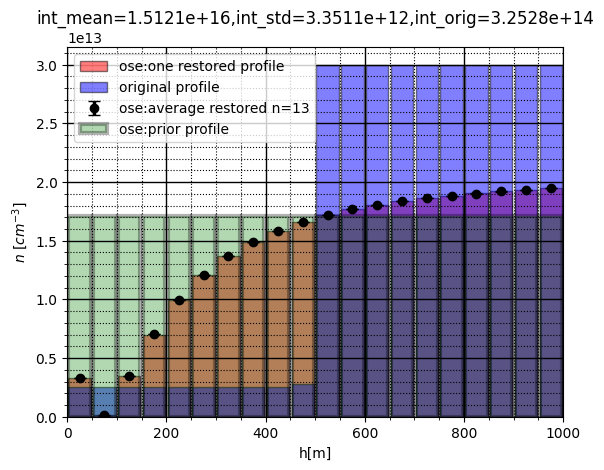 int_mean=1.5121e+16,int_std=3.3511e+12,int_orig=3.2528e+14
1e13
ose:one restored profile
original profile
ose:average restored n=13
ose:prior profile
3.0
2.5
2.0
1.5
1.0
0.5
0.0
n [cm⁻³]
0 200 400 600 800 1000
h[m]